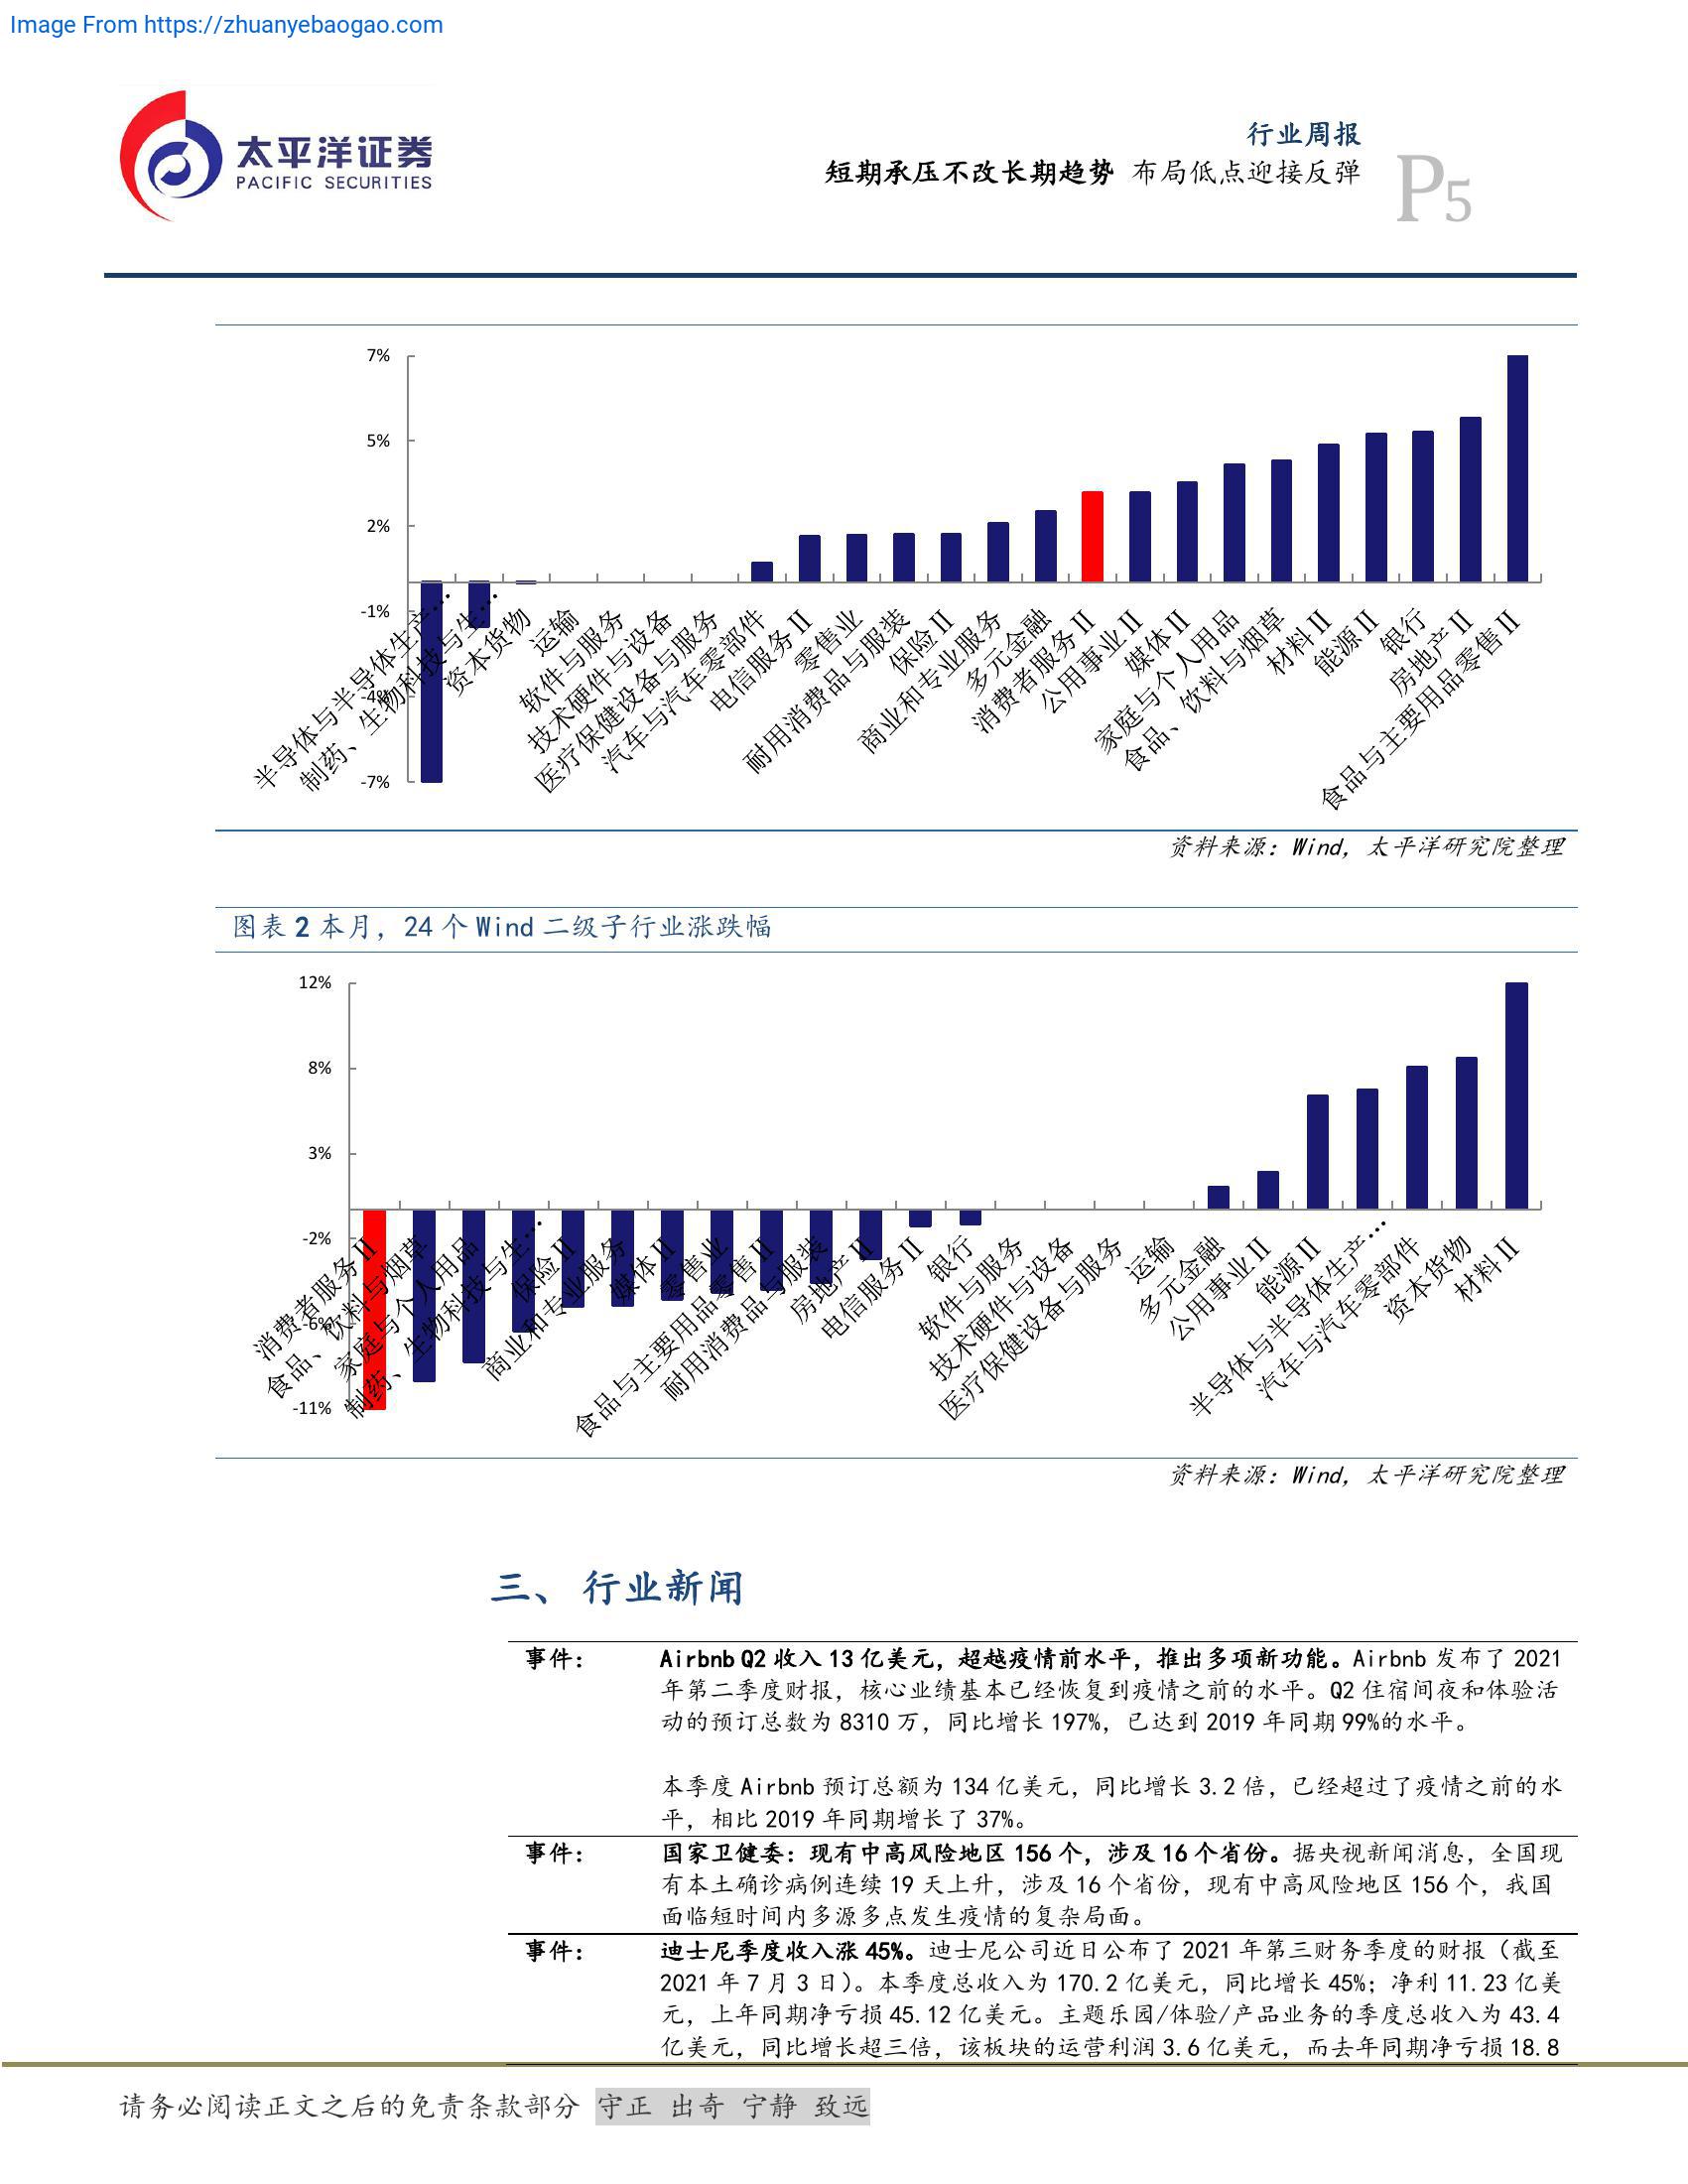 Image From https://zhuanyebaogao.com
太平洋证券
PACIFIC SECURITIES
行业周报
短期承压不改长期趋势 布局低点迎接反弹
P5
7%
5%
2%
-1%
-4%
-7%
半导体与半导体生产…
制药、生物科技与生…
资本货物
运输
软件与服务
技术硬件与设备
医疗保健设备与服务
汽车与汽车零部件
电信服务Ⅱ
零售业
耐用消费品与服装
保险Ⅱ
商业和专业服务
多元金融
消费者服务Ⅱ
公用事业Ⅱ
媒体Ⅱ
家庭与个人用品
食品、饮料与烟草
材料Ⅱ
能源Ⅱ
银行
房地产Ⅱ
食品与主要用品零售Ⅱ
资料来源：Wind，太平洋研究院整理
图表 2 本月，24 个 Wind 二级子行业涨跌幅
12%
8%
3%
-2%
-6%
-11%
消费者服务Ⅱ
食品、饮料与烟草
家庭与个人用品
制药、生物科技与生…
保险Ⅱ
商业和专业服务
媒体Ⅱ
零售业
食品与主要用品零售Ⅱ
耐用消费品与服装
房地产Ⅱ
电信服务Ⅱ
银行
软件与服务
技术硬件与设备
医疗保健设备与服务
运输
多元金融
公用事业Ⅱ
能源Ⅱ
半导体与半导体生产…
汽车与汽车零部件
资本货物
材料Ⅱ
资料来源：Wind，太平洋研究院整理
三、 行业新闻
事件： Airbnb Q2 收入 13 亿美元，超越疫情前水平，推出多项新功能。Airbnb 发布了 2021
年第二季度财报，核心业绩基本已经恢复到疫情之前的水平。Q2 住宿间夜和体验活
动的预订总数为 8310 万，同比增长 197%，已达到 2019 年同期 99%的水平。
本季度 Airbnb 预订总额为 134 亿美元，同比增长 3.2 倍，已经超过了疫情之前的水
平，相比 2019 年同期增长了 37%。
事件： 国家卫健委：现有中高风险地区 156 个，涉及 16 个省份。据央视新闻消息，全国现
有本土确诊病例连续 19 天上升，涉及 16 个省份，现有中高风险地区 156 个，我国
面临短时间内多源多点发生疫情的复杂局面。
事件： 迪士尼季度收入涨 45%。迪士尼公司近日公布了 2021 年第三财务季度的财报（截至
2021 年 7 月 3 日）。本季度总收入为 170.2 亿美元，同比增长 45%；净利 11.23 亿美
元，上年同期净亏损 45.12 亿美元。主题乐园/体验/产品业务的季度总收入为 43.4
亿美元，同比增长超三倍，该板块的运营利润 3.6 亿美元，而去年同期净亏损 18.8
请务必阅读正文之后的免责条款部分 守正 出奇 宁静 致远